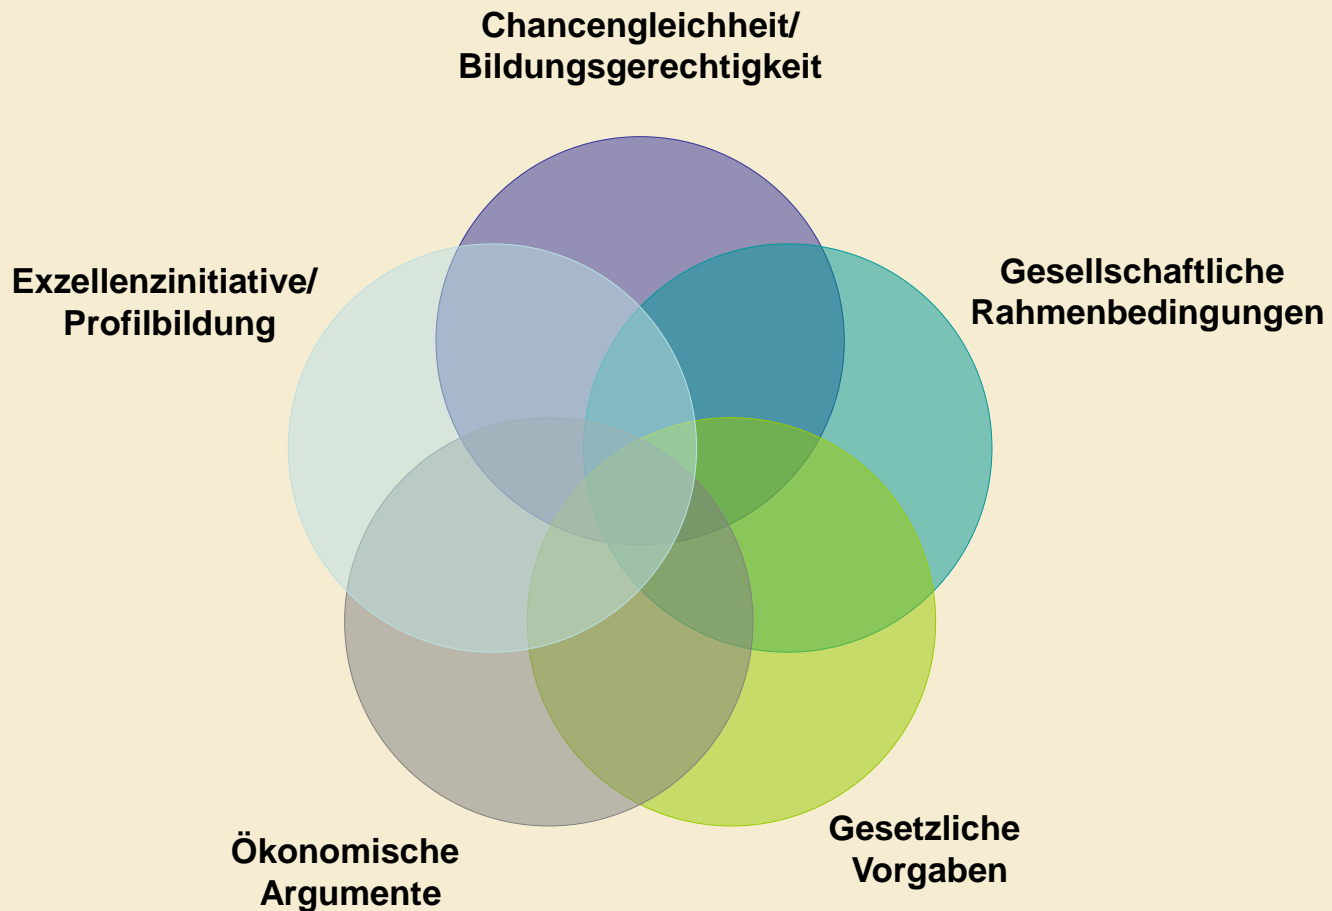 Chancengleichheit/
Bildungsgerechtigkeit
Exzellenzinitiative/
Profilbildung
Gesellschaftliche
Rahmenbedingungen
Ökonomische
Argumente
Gesetzliche
Vorgaben